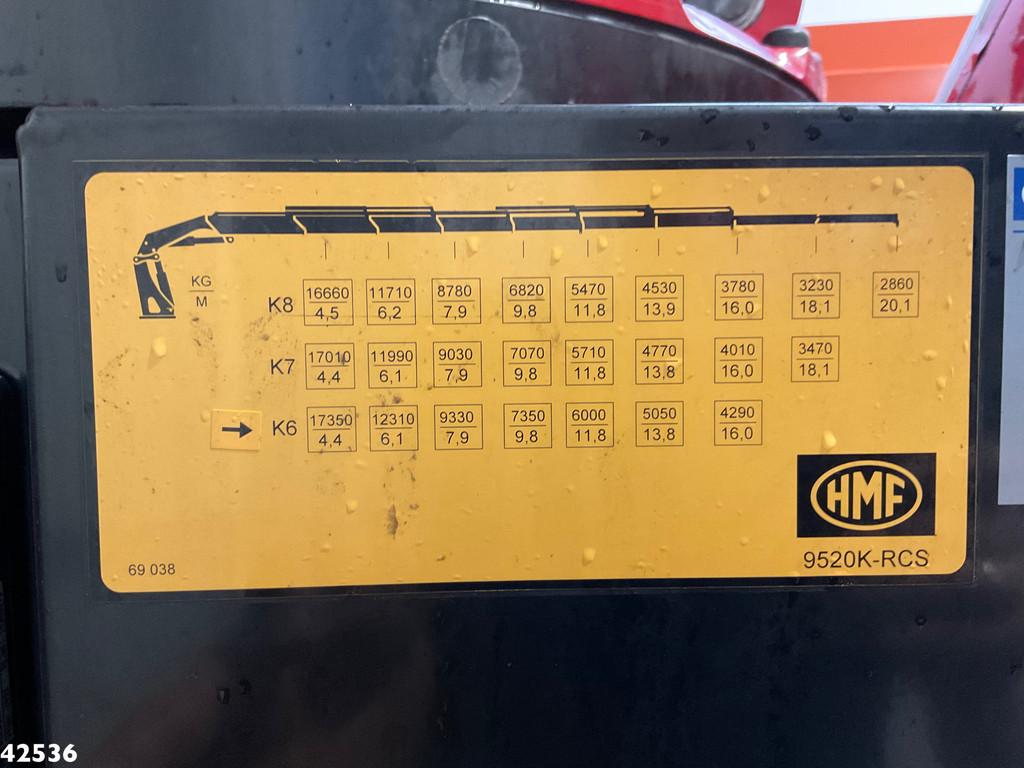 KG
M
K8 16660 11710 8780 6820 5470 4530 3780 3230 2860
4,5 6,2 7,9 9,8 11,8 13,9 16,0 18,1 20,1
K7 17010 11990 9030 7070 5710 4770 4010 3470
4,4 6,1 7,9 9,8 11,8 13,8 16,0 18,1
→ K6 17350 12310 9330 7350 6000 5050 4290
4,4 6,1 7,9 9,8 11,8 13,8 16,0
HMF
9520K-RCS
69 038
42536